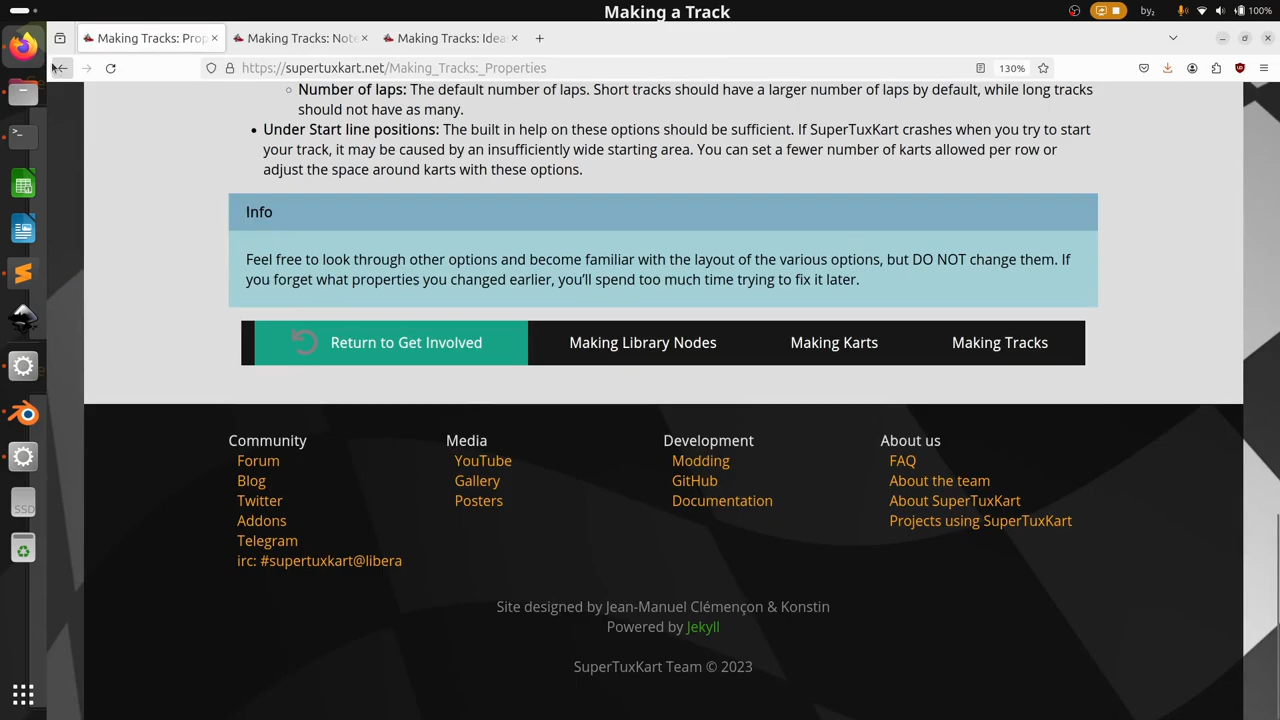 Making a Track
by₂
100%
Making Tracks: Prop
Making Tracks: Note
Making Tracks: Idea
https://supertuxkart.net/Making_Tracks:_Properties
130%
Number of laps: The default number of laps. Short tracks should have a larger number of laps by default, while long tracks
should not have as many.
Under Start line positions: The built in help on these options should be sufficient. If SuperTuxKart crashes when you try to start
your track, it may be caused by an insufficiently wide starting area. You can set a fewer number of karts allowed per row or
adjust the space around karts with these options.
Info
Feel free to look through other options and become familiar with the layout of the various options, but DO NOT change them. If
you forget what properties you changed earlier, you’ll spend too much time trying to fix it later.
Return to Get Involved
Making Library Nodes
Making Karts
Making Tracks
Community
Forum
Blog
Twitter
Addons
Telegram
irc: #supertuxkart@libera
Media
YouTube
Gallery
Posters
Development
Modding
GitHub
Documentation
About us
FAQ
About the team
About SuperTuxKart
Projects using SuperTuxKart
Site designed by Jean-Manuel Clémençon & Konstin
Powered by Jekyll
SuperTuxKart Team © 2023
SSD